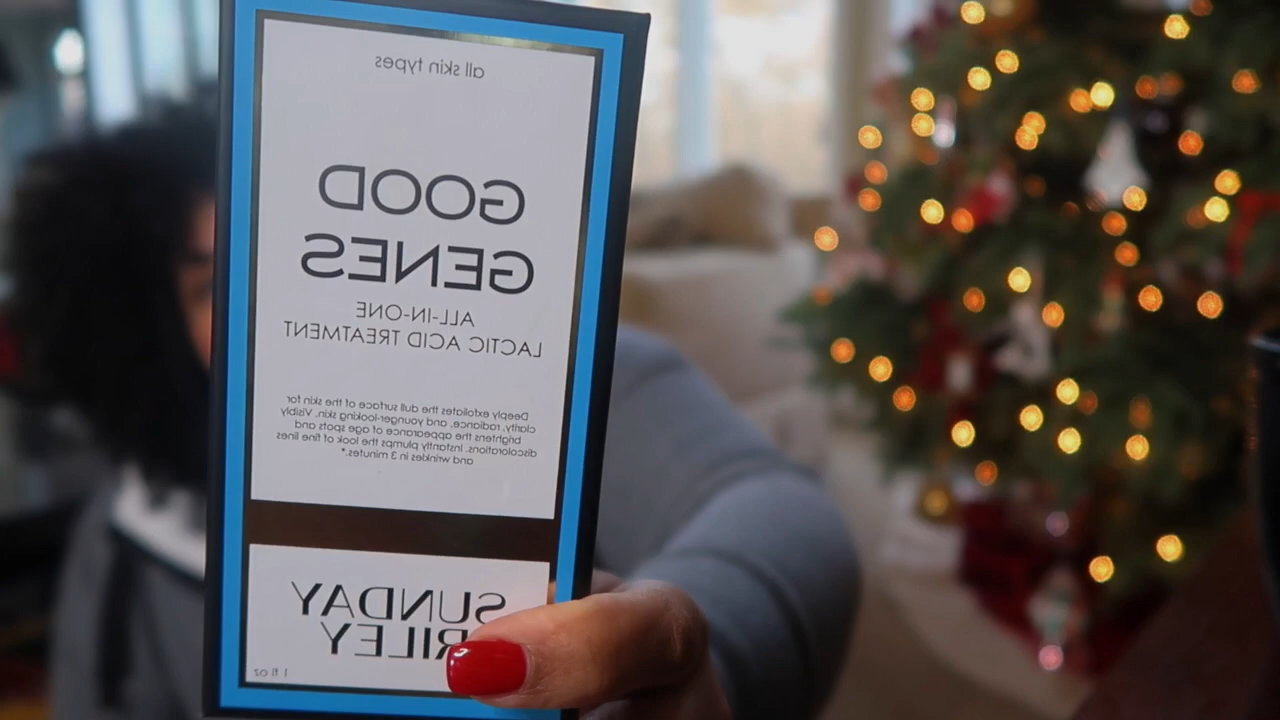 all skin types
GOOD
GENES
ALL-IN-ONE
LACTIC ACID TREATMENT
Deeply exfoliates the dull surface of the skin for
clarity, radiance, and younger-looking skin. Visibly
brightens the appearance of age spots and
discolorations. Instantly plumps the look of fine lines
and wrinkles in 3 minutes.*
SUNDAY
RILEY
1 fl oz